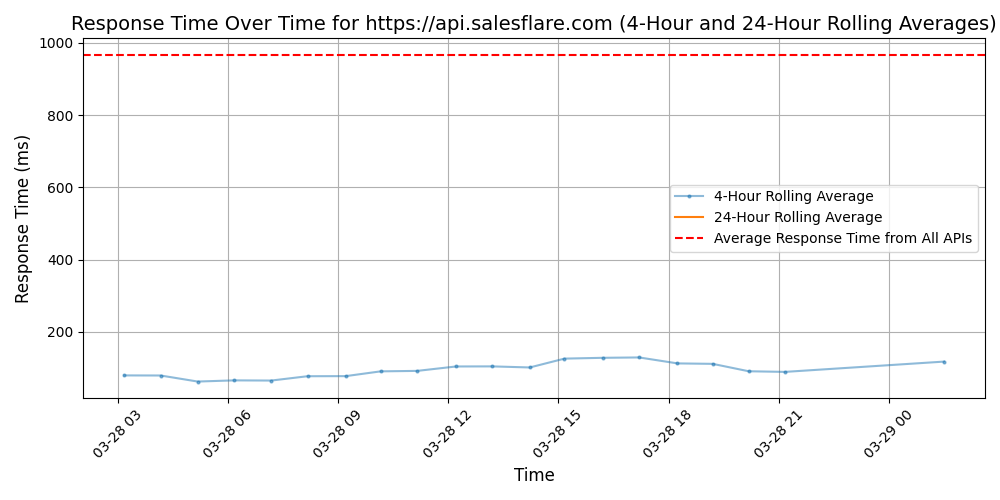 Response Time Over Time for https://api.salesflare.com (4-Hour and 24-Hour Rolling Averages)
Response Time (ms)
1000
800
600
400
200
4-Hour Rolling Average
24-Hour Rolling Average
Average Response Time from All APIs
03-28 03
03-28 06
03-28 09
03-28 12
03-28 15
03-28 18
03-28 21
03-29 00
Time